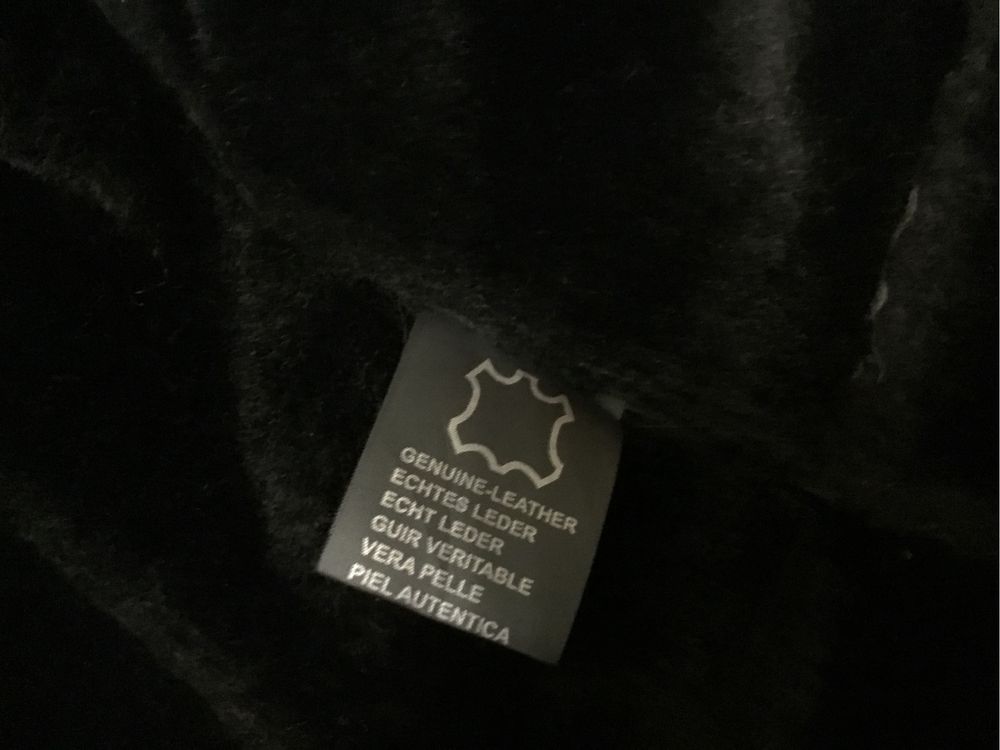 GENUINE-LEATHER
ECHTES LEDER
ECHT LEDER
GUIR VERITABLE
VERA PELLE
PIEL AUTENTICA